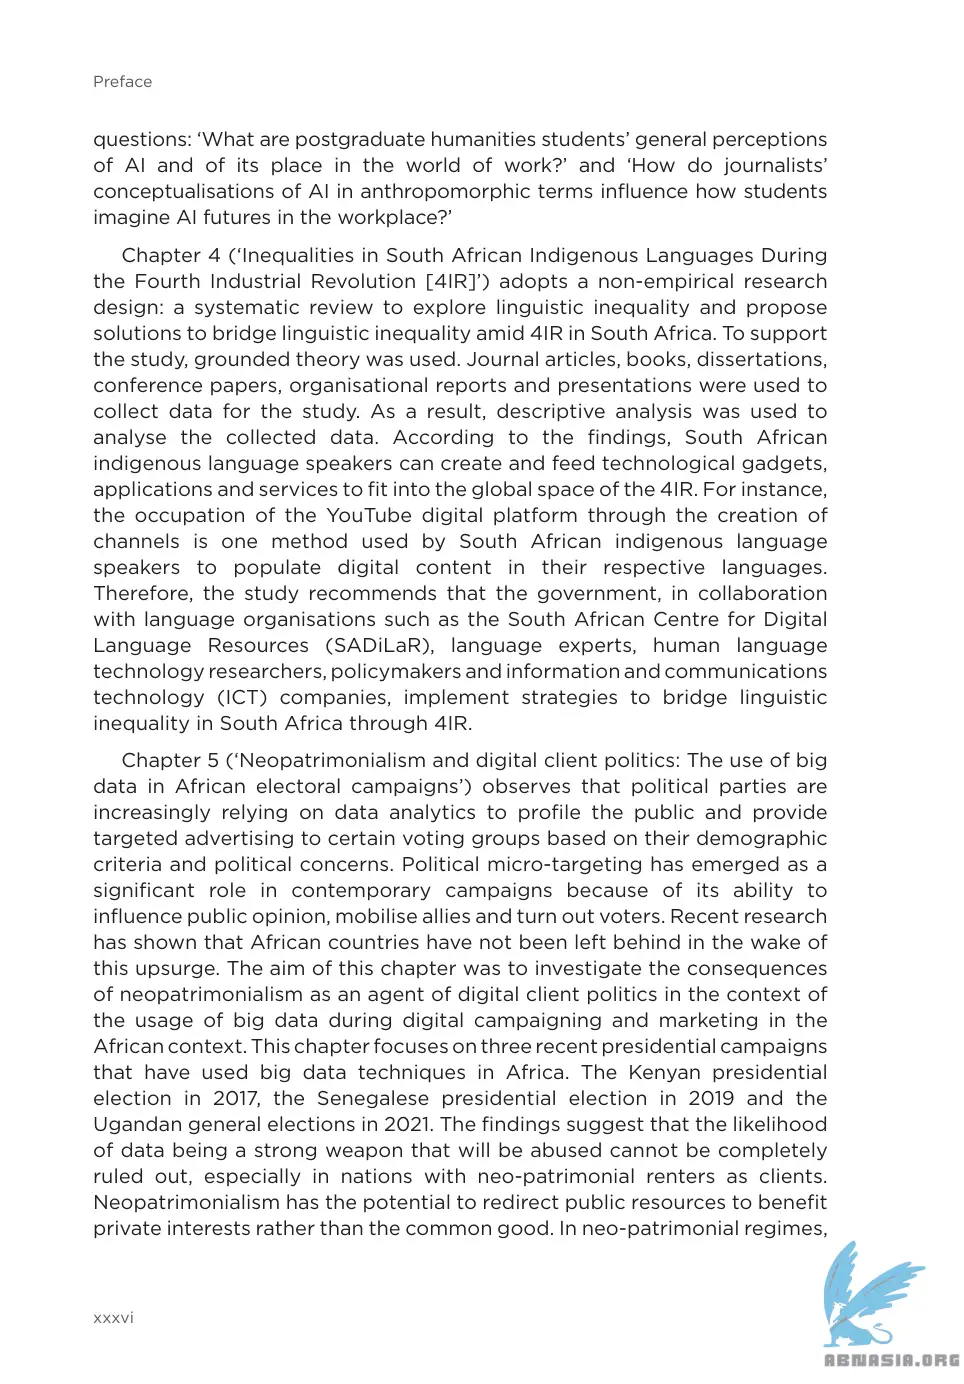 Preface
questions: ‘What are postgraduate humanities students’ general perceptions
of AI and of its place in the world of work?’ and ‘How do journalists’
conceptualisations of AI in anthropomorphic terms influence how students
imagine AI futures in the workplace?’
Chapter 4 (‘Inequalities in South African Indigenous Languages During
the Fourth Industrial Revolution [4IR]’) adopts a non-empirical research
design: a systematic review to explore linguistic inequality and propose
solutions to bridge linguistic inequality amid 4IR in South Africa. To support
the study, grounded theory was used. Journal articles, books, dissertations,
conference papers, organisational reports and presentations were used to
collect data for the study. As a result, descriptive analysis was used to
analyse the collected data. According to the findings, South African
indigenous language speakers can create and feed technological gadgets,
applications and services to fit into the global space of the 4IR. For instance,
the occupation of the YouTube digital platform through the creation of
channels is one method used by South African indigenous language
speakers to populate digital content in their respective languages.
Therefore, the study recommends that the government, in collaboration
with language organisations such as the South African Centre for Digital
Language Resources (SADiLaR), language experts, human language
technology researchers, policymakers and information and communications
technology (ICT) companies, implement strategies to bridge linguistic
inequality in South Africa through 4IR.
Chapter 5 (‘Neopatrimonialism and digital client politics: The use of big
data in African electoral campaigns’) observes that political parties are
increasingly relying on data analytics to profile the public and provide
targeted advertising to certain voting groups based on their demographic
criteria and political concerns. Political micro-targeting has emerged as a
significant role in contemporary campaigns because of its ability to
influence public opinion, mobilise allies and turn out voters. Recent research
has shown that African countries have not been left behind in the wake of
this upsurge. The aim of this chapter was to investigate the consequences
of neopatrimonialism as an agent of digital client politics in the context of
the usage of big data during digital campaigning and marketing in the
African context. This chapter focuses on three recent presidential campaigns
that have used big data techniques in Africa. The Kenyan presidential
election in 2017, the Senegalese presidential election in 2019 and the
Ugandan general elections in 2021. The findings suggest that the likelihood
of data being a strong weapon that will be abused cannot be completely
ruled out, especially in nations with neo-patrimonial renters as clients.
Neopatrimonialism has the potential to redirect public resources to benefit
private interests rather than the common good. In neo-patrimonial regimes,
xxxvi
ABNASIA.ORG